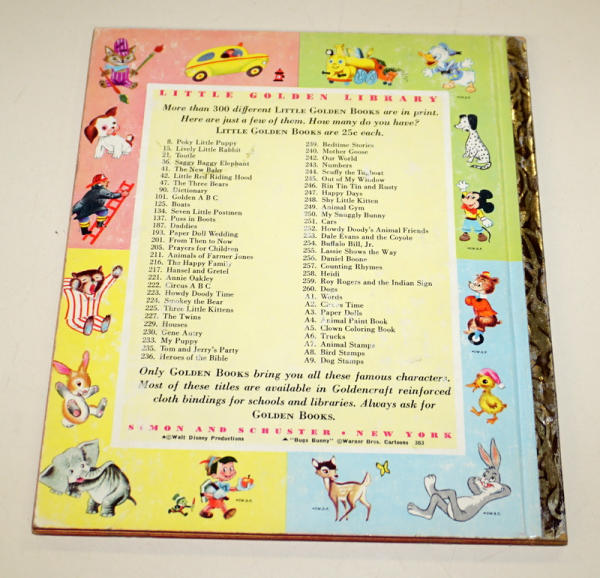 LITTLE GOLDEN LIBRARY
More than 300 different LITTLE GOLDEN BOOKS are in print.
Here are just a few of them. How many do you have?
LITTLE GOLDEN BOOKS are 25c each.
8. Poky Little Puppy
15. Lively Little Rabbit
21. Tootle
36. Saggy Baggy Elephant
41. The New Baby
42. Little Red Riding Hood
47. The Three Bears
90. Dictionary
101. Golden A B C
125. Boats
134. Seven Little Postmen
137. Puss in Boots
187. Daddies
193. Paper Doll Wedding
201. From Then to Now
205. Prayers for Children
211. Animals of Farmer Jones
216. The Happy Family
217. Hansel and Gretel
221. Annie Oakley
222. Circus A B C
223. Howdy Doody Time
224. Smokey the Bear
225. Three Little Kittens
227. The Twins
229. Houses
230. Gene Autry
233. My Puppy
235. Tom and Jerry's Party
236. Heroes of the Bible
239. Bedtime Stories
240. Mother Goose
242. Our World
243. Numbers
244. Scuffy the Tugboat
245. Out of My Window
246. Rin Tin Tin and Rusty
247. Happy Days
248. Shy Little Kitten
249. Animal Gym
250. My Snuggly Bunny
251. Cars
252. Howdy Doody's Animal Friends
253. Dale Evans and the Coyote
254. Buffalo Bill, Jr.
255. Lassie Shows the Way
256. Daniel Boone
257. Counting Rhymes
258. Heidi
259. Roy Rogers and the Indian Sign
260. Dogs
A1. Words
A2. Circus Time
A3. Paper Dolls
A4. Animal Paint Book
A5. Clown Coloring Book
A6. Trucks
A7. Animal Stamps
A8. Bird Stamps
A9. Dog Stamps
Only GOLDEN BOOKS bring you all these famous characters.
Most of these titles are available in Goldencraft reinforced
cloth bindings for schools and libraries. Always ask for
GOLDEN BOOKS.
SIMON AND SCHUSTER • NEW YORK
©Walt Disney Productions
"Bugs Bunny" ©Warner Bros. Cartoons 363
©W.D.P.
©W.D.P.
©W.D.P.
©W.D.P.
©W.D.P.